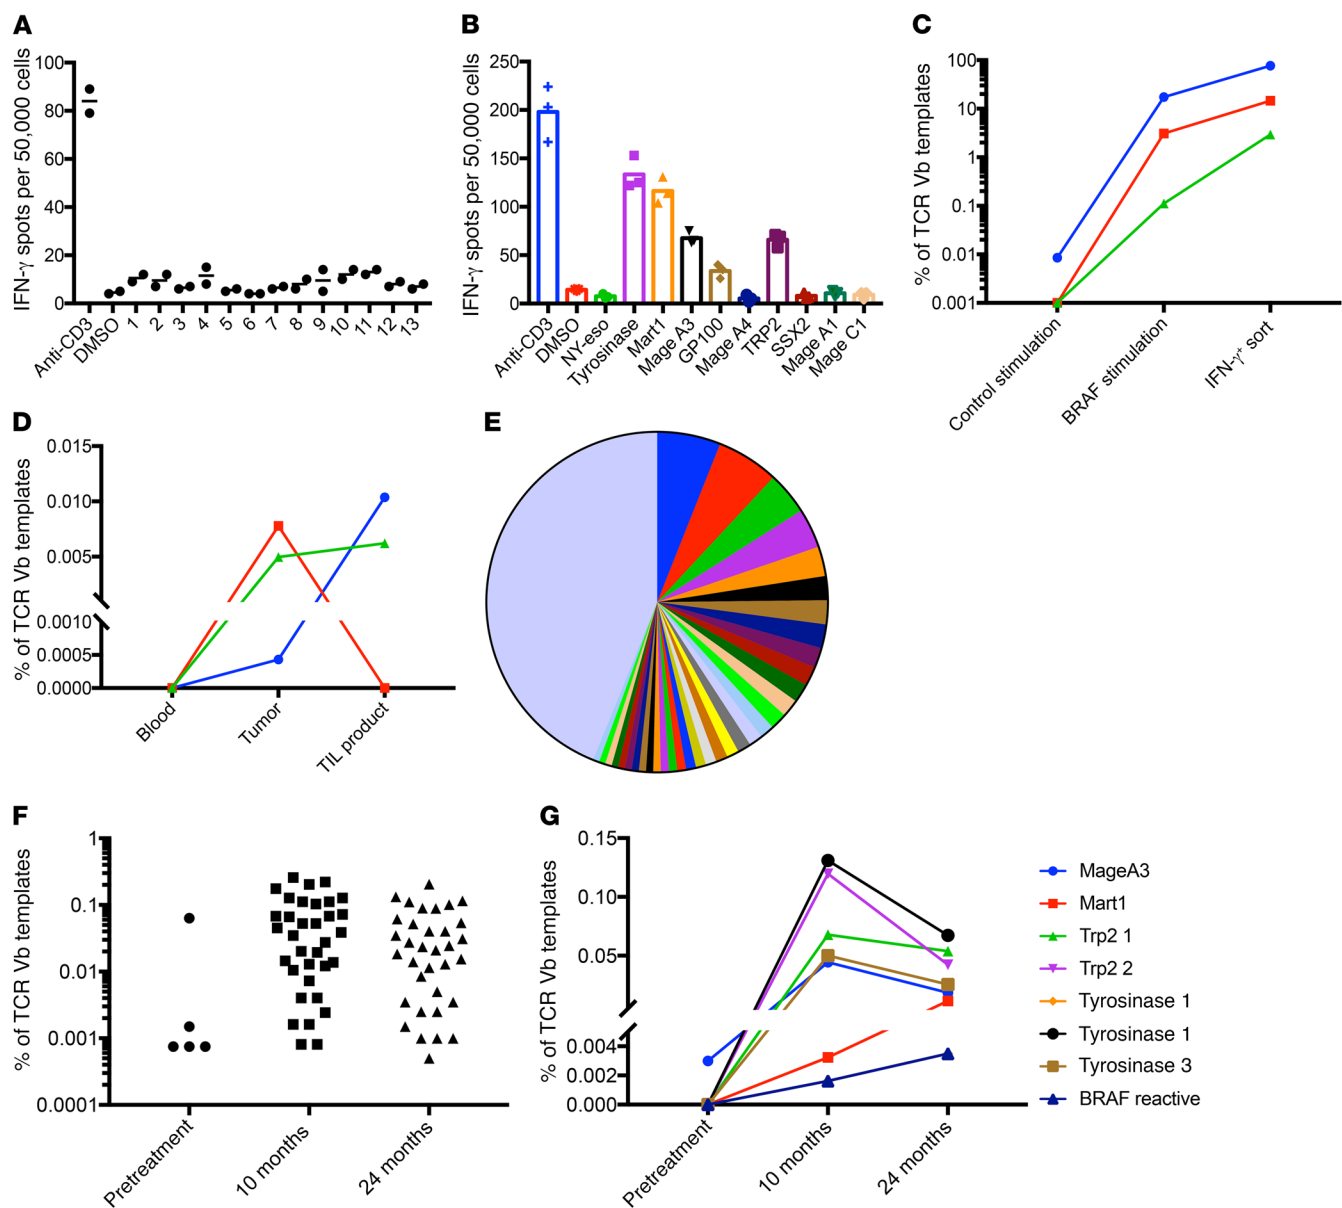 A
IFN-γ spots per 50,000 cells
100
80
60
40
20
0
Anti-CD3
DMSO
1
2
3
4
5
6
7
8
9
10
11
12
13
B
IFN-γ spots per 50,000 cells
250
200
150
100
50
0
Anti-CD3
DMSO
NY-eso
Tyrosinase
Mart1
Mage A3
GP100
Mage A4
TRP2
SSX2
Mage A1
Mage C1
C
% of TCR Vb templates
100
10
1
0.1
0.01
0.001
Control stimulation
BRAF stimulation
IFN-γ+ sort
D
% of TCR Vb templates
0.015
0.010
0.005
0.0010
0.0005
0.0000
Blood
Tumor
TIL product
E
F
% of TCR Vb templates
1
0.1
0.01
0.001
0.0001
Pretreatment
10 months
24 months
G
% of TCR Vb templates
0.15
0.10
0.05
0.004
0.002
0.000
Pretreatment
10 months
24 months
MageA3
Mart1
Trp2 1
Trp2 2
Tyrosinase 1
Tyrosinase 1
Tyrosinase 3
BRAF reactive